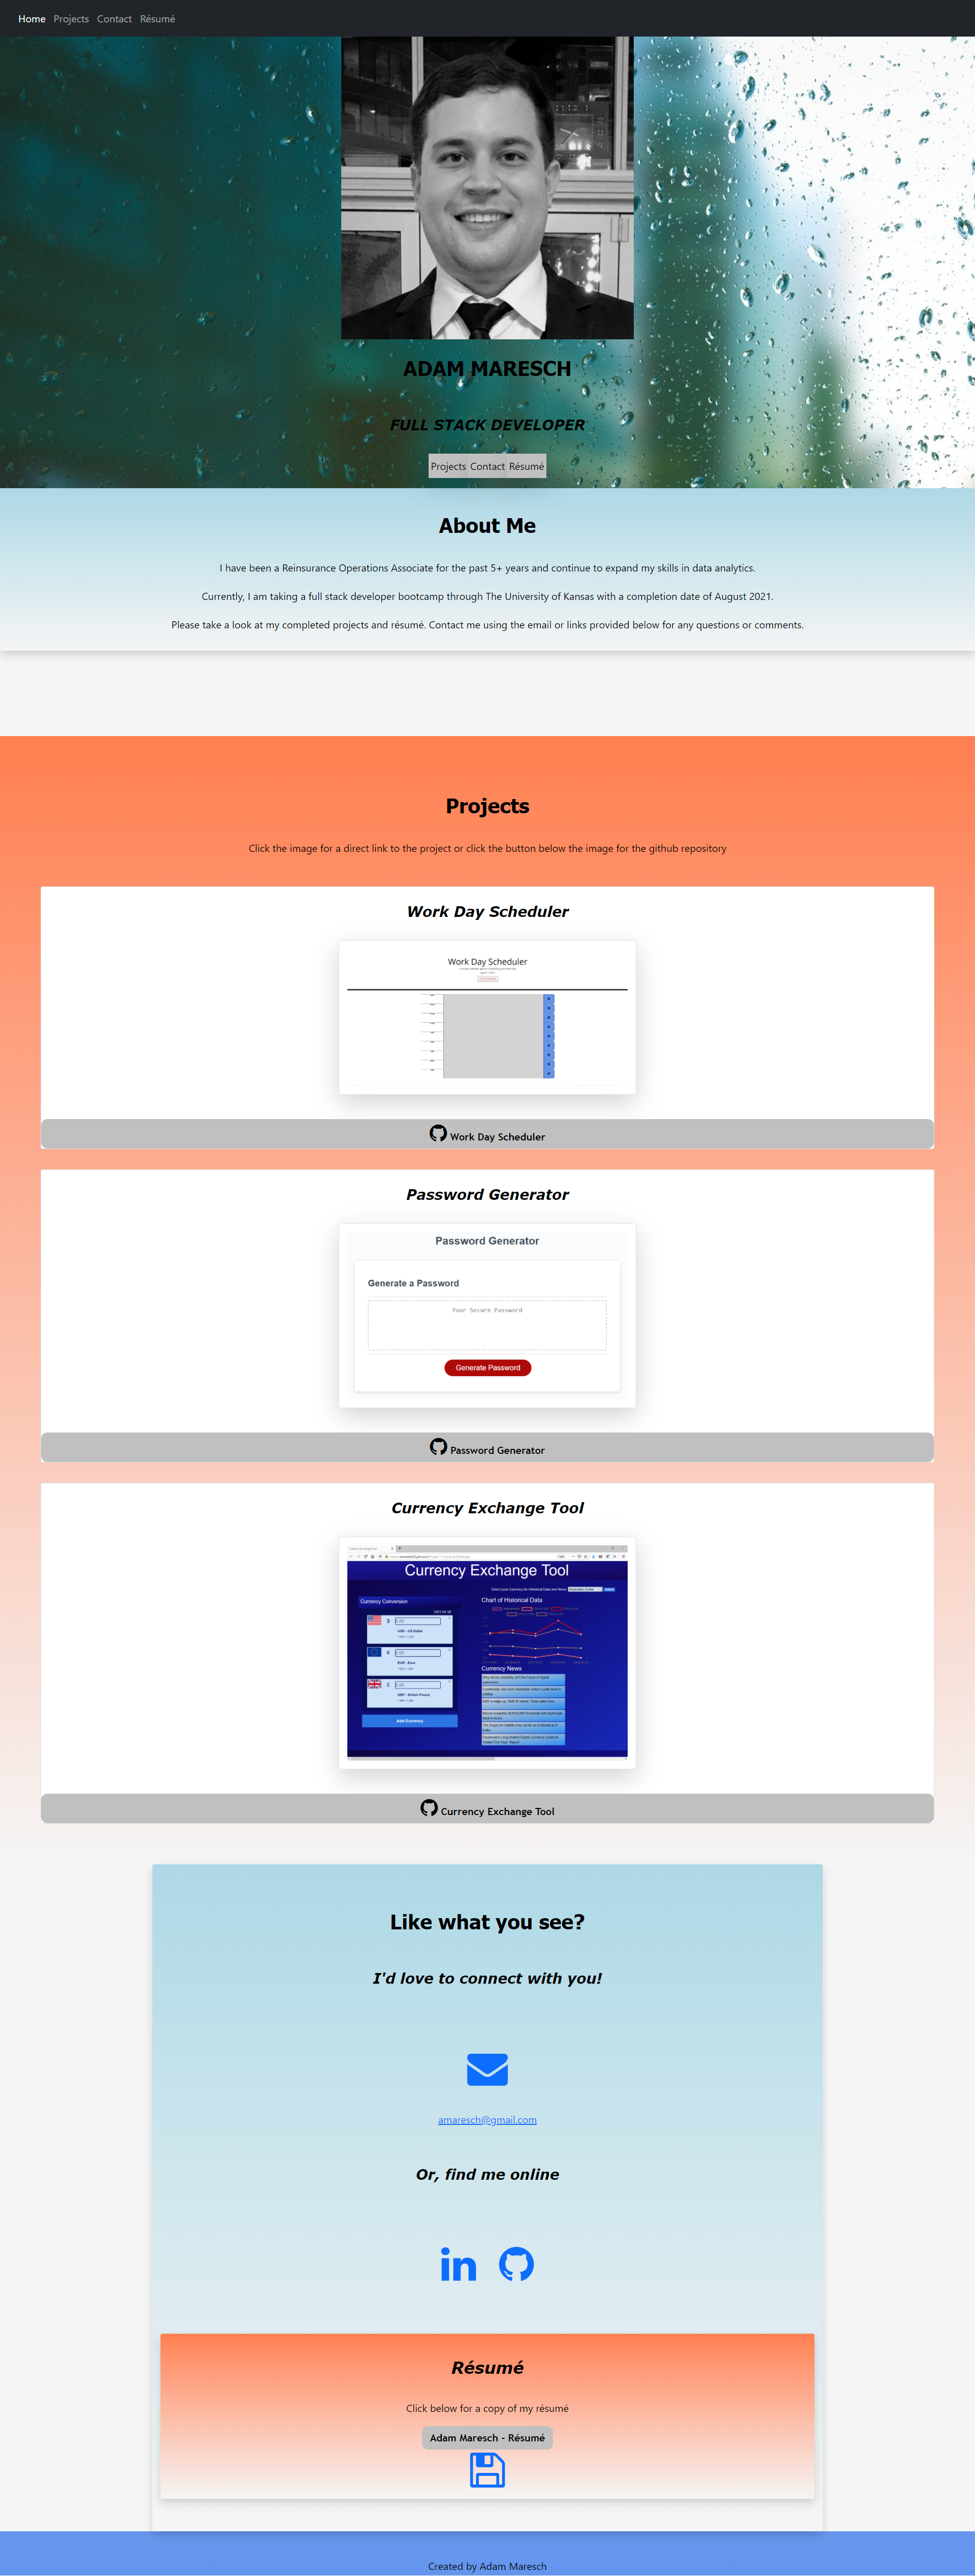 Home Projects Contact Résumé
ADAM MARESCH
FULL STACK DEVELOPER
Projects Contact Résumé
About Me
I have been a Reinsurance Operations Associate for the past 5+ years and continue to expand my skills in data analytics.
Currently, I am taking a full stack developer bootcamp through The University of Kansas with a completion date of August 2021.
Please take a look at my completed projects and résumé. Contact me using the email or links provided below for any questions or comments.
Projects
Click the image for a direct link to the project or click the button below the image for the github repository
Work Day Scheduler
Work Day Scheduler
Work Day Scheduler
Password Generator
Password Generator
Generate a Password
Your Secure Password
Generate Password
Password Generator
Currency Exchange Tool
Currency Exchange Tool
Currency Conversion
Chart of Historical Data
Currency News
Add Currency
Currency Exchange Tool
Like what you see?
I'd love to connect with you!
amaresch@gmail.com
Or, find me online
in
Résumé
Click below for a copy of my résumé
Adam Maresch - Résumé
Created by Adam Maresch